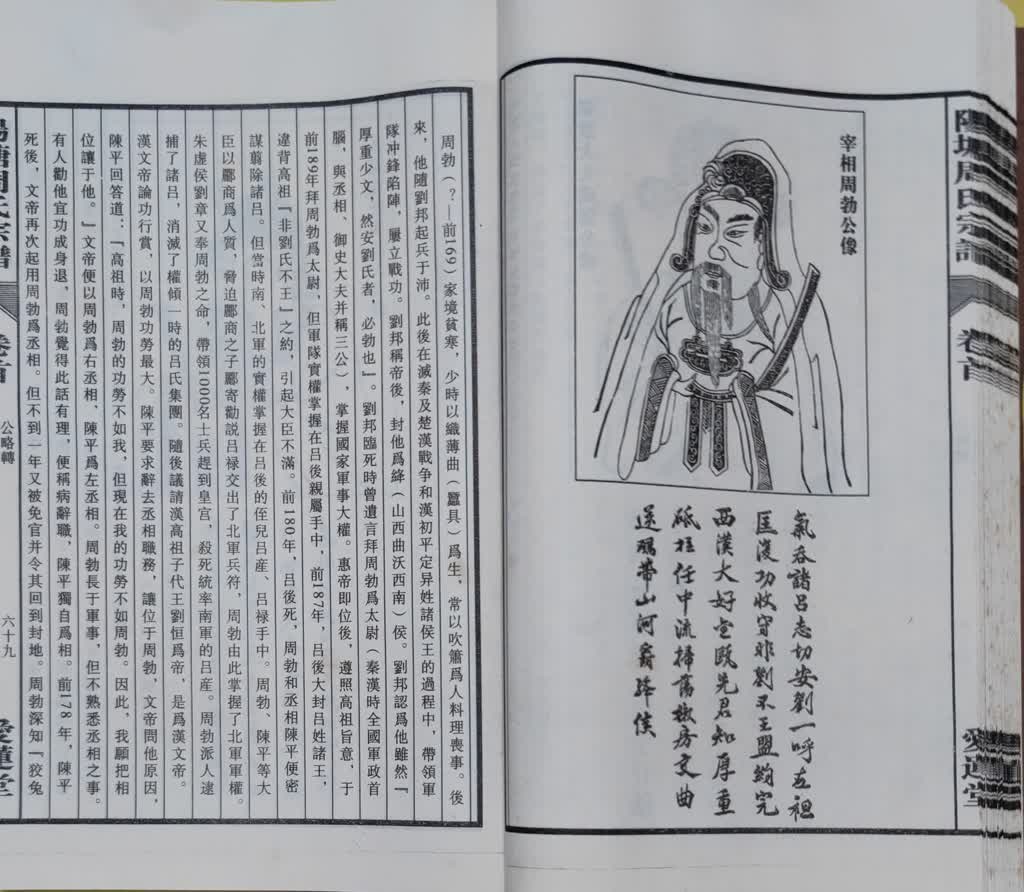 宰相周勃公像
氣吞諸呂志切安劉一呼左袒
匡復功收守非劉不王盟約完
西漢大好
先君知厚重
砥柱任中流掃蕩椒房文曲
送
帶山河爵絳侯
周氏宗譜
卷首
愛蓮堂
周勃（？—前169）家境貧寒，少時以織薄曲（蠶具）爲生，常以吹簫爲人料理喪事。後
來，他隨劉邦起兵于沛。此後在滅秦及楚漢戰争和漢初平定异姓諸侯王的過程中，帶領軍
隊冲鋒陷陣，屢立戰功。劉邦稱帝後，封他爲絳（山西曲沃西南）侯。劉邦認爲他雖然『
厚重少文，然安劉氏者，必勃也』。劉邦臨死時曾遺言拜周勃爲太尉（秦漢時全國軍政首
腦，與丞相、御史大夫并稱三公），掌握國家軍事大權。惠帝即位後，遵照高祖旨意，于
前189年拜周勃爲太尉，但軍隊實權掌握在吕後親屬手中，前187年，吕後大封吕姓諸王，
違背高祖『非劉氏不王』之約，引起大臣不滿。前180年，吕後死，周勃和丞相陳平便密
謀翦除諸吕。但當時南、北軍的實權掌握在吕後的侄兒吕産、吕禄手中。周勃、陳平等大
臣以酈商爲人質，脅迫酈商之子酈寄勸説吕禄交出了北軍兵符，周勃由此掌握了北軍軍權。
朱虚侯劉章又奉周勃之命，帶領1000名士兵趕到皇宫，殺死統率南軍的吕産。周勃派人逮
捕了諸吕，消滅了權傾一時的吕氏集團。隨後議請漢高祖子代王劉恒爲帝，是爲漢文帝。
漢文帝論功行賞，以周勃功勞最大。陳平要求辭去丞相職務，讓位于周勃，文帝問他原因，
陳平回答道：『高祖時，周勃的功勞不如我，但現在我的功勞不如周勃。因此，我願把相
位讓于他。』文帝便以周勃爲右丞相、陳平爲左丞相。周勃長于軍事，但不熟悉丞相之事。
有人勸他宜功成身退，周勃覺得此話有理，便稱病辭職，陳平獨自爲相。前178年，陳平
死後，文帝再次起用周勃爲丞相。但不到一年又被免官并令其回到封地。周勃深知『狡兔
塘周氏宗譜
卷首
公略轉
六十九
愛蓮堂